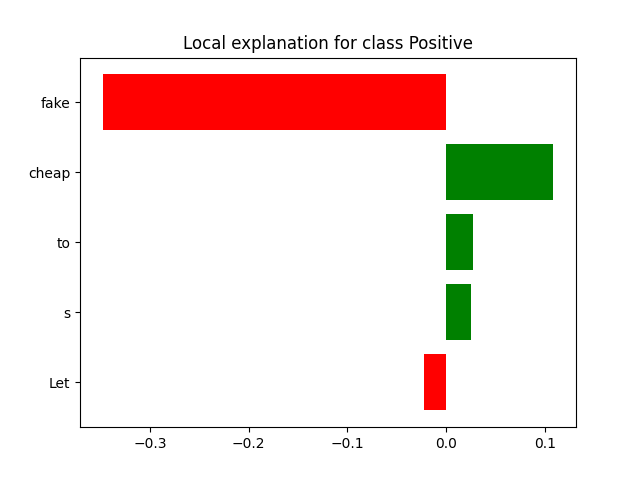 Local explanation for class Positive
fake
cheap
to
s
Let
−0.3 −0.2 −0.1 0.0 0.1